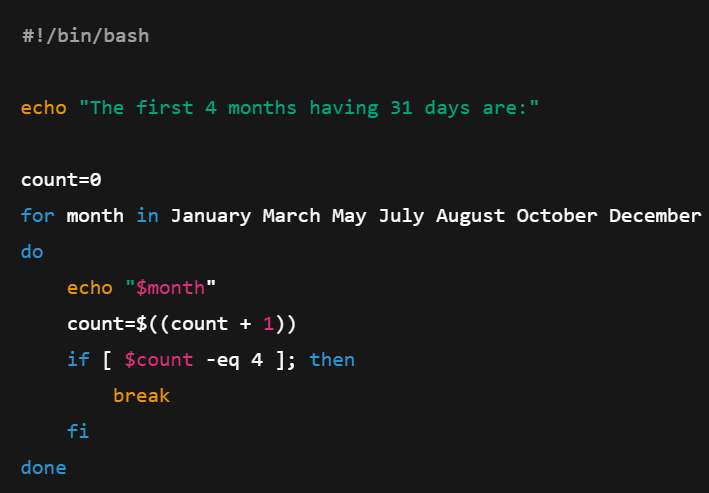 #!/bin/bash
echo "The first 4 months having 31 days are:"
count=0
for month in January March May July August October December
do
    echo "$month"
    count=$((count + 1))
    if [ $count -eq 4 ]; then
        break
    fi
done